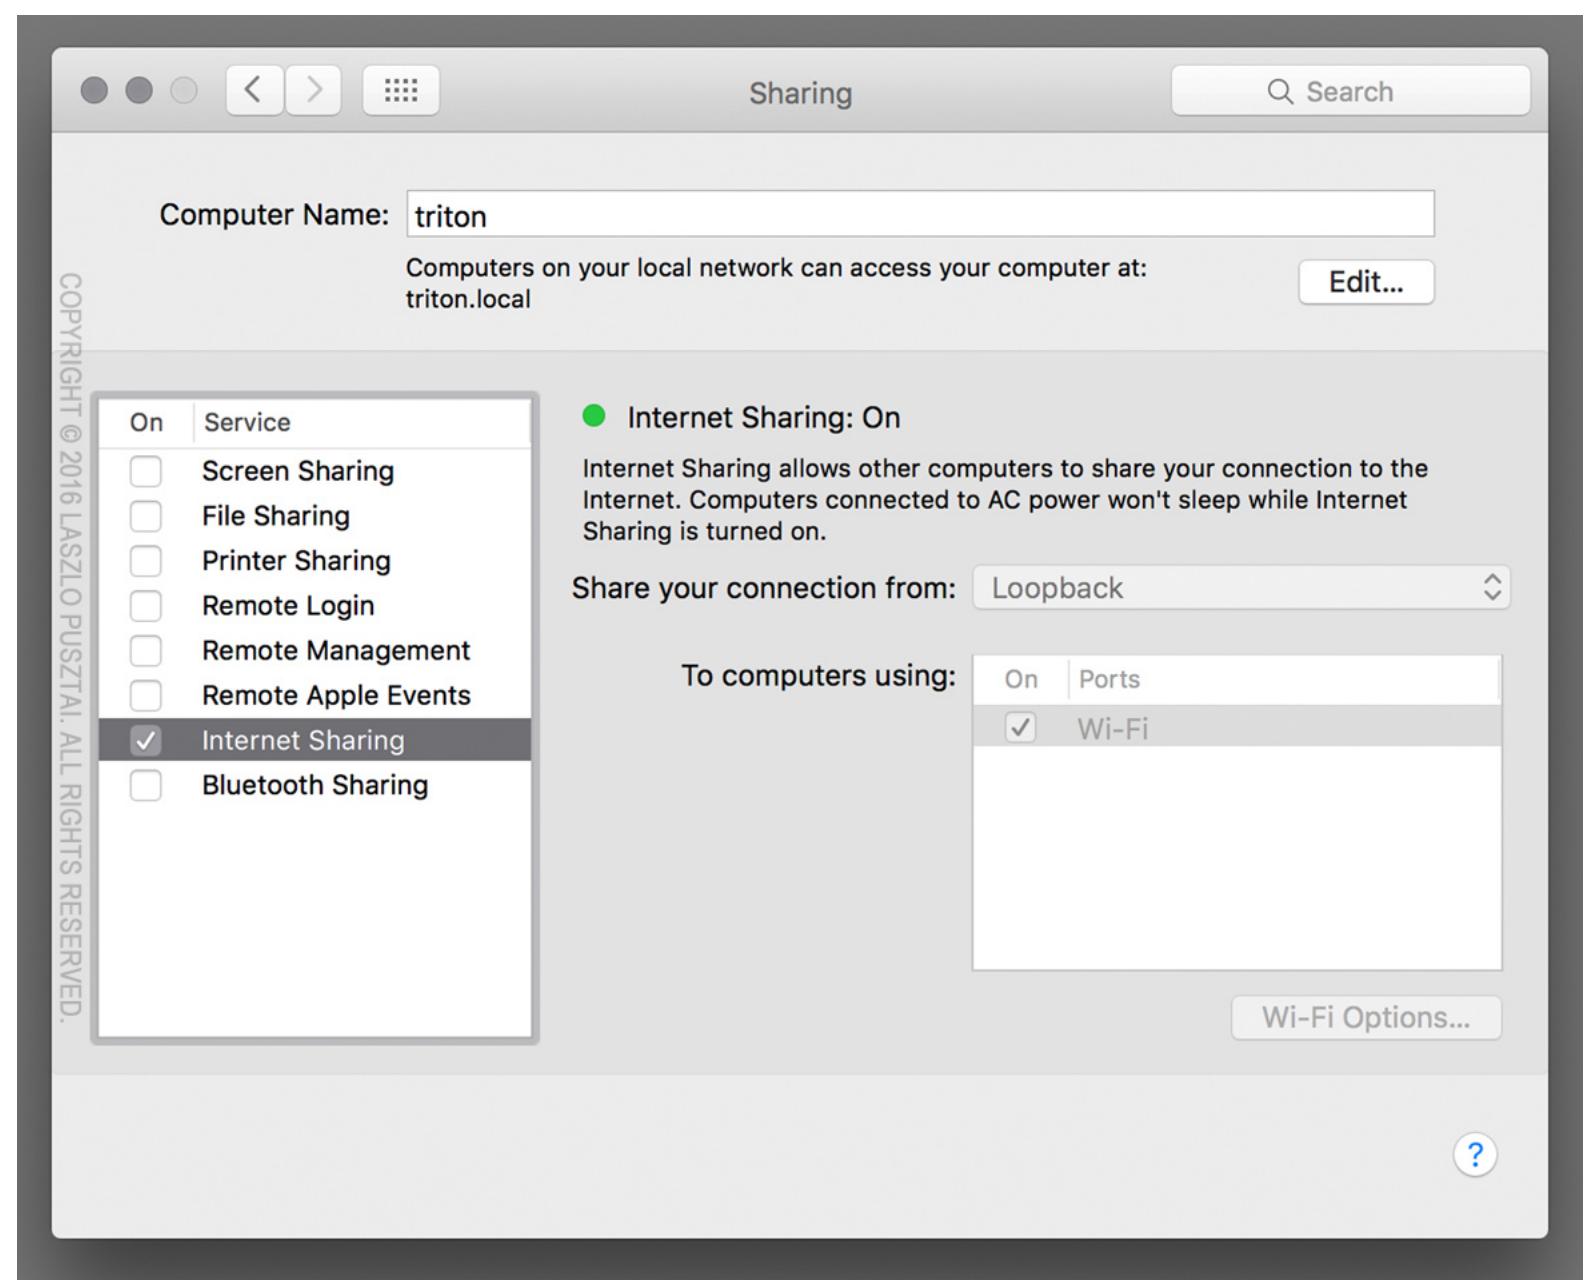 Sharing
Search
Computer Name:
triton
Computers on your local network can access your computer at:
triton.local
Edit...
COPYRIGHT © 2016 LASZLO PUSZTAI. ALL RIGHTS RESERVED.
On Service
Screen Sharing
File Sharing
Printer Sharing
Remote Login
Remote Management
Remote Apple Events
Internet Sharing
Bluetooth Sharing
Internet Sharing: On
Internet Sharing allows other computers to share your connection to the
Internet. Computers connected to AC power won't sleep while Internet
Sharing is turned on.
Share your connection from: Loopback
To computers using:
On Ports
Wi-Fi
Wi-Fi Options...
?